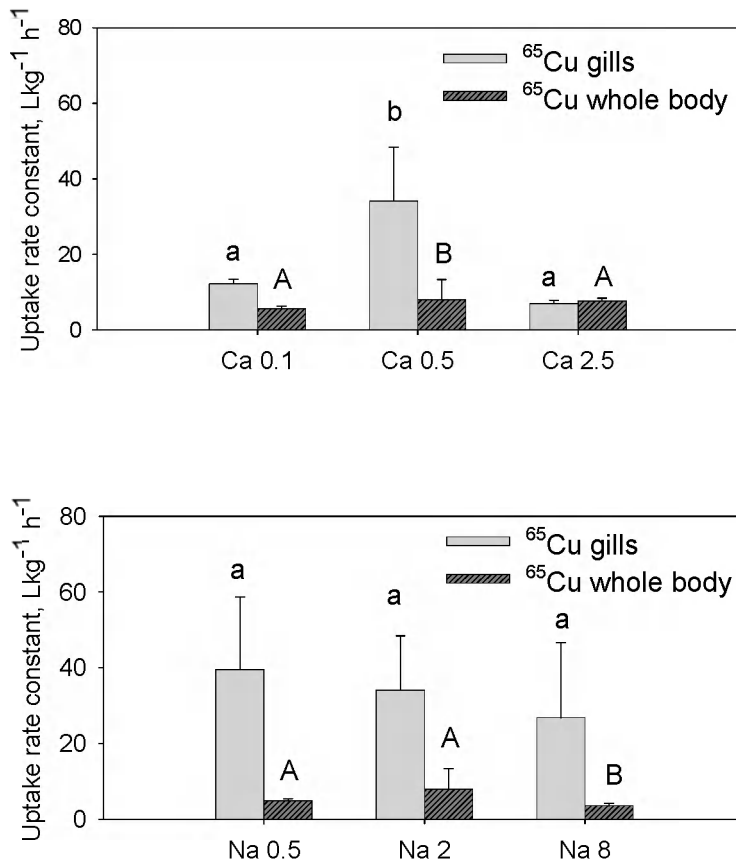 Uptake rate constant, Lkg⁻¹ h⁻¹
80
60
40
20
0
⁶⁵Cu gills
⁶⁵Cu whole body
a
A
b
B
a
A
Ca 0.1
Ca 0.5
Ca 2.5
Uptake rate constant, Lkg⁻¹ h⁻¹
80
60
40
20
0
⁶⁵Cu gills
⁶⁵Cu whole body
a
A
a
A
a
B
Na 0.5
Na 2
Na 8